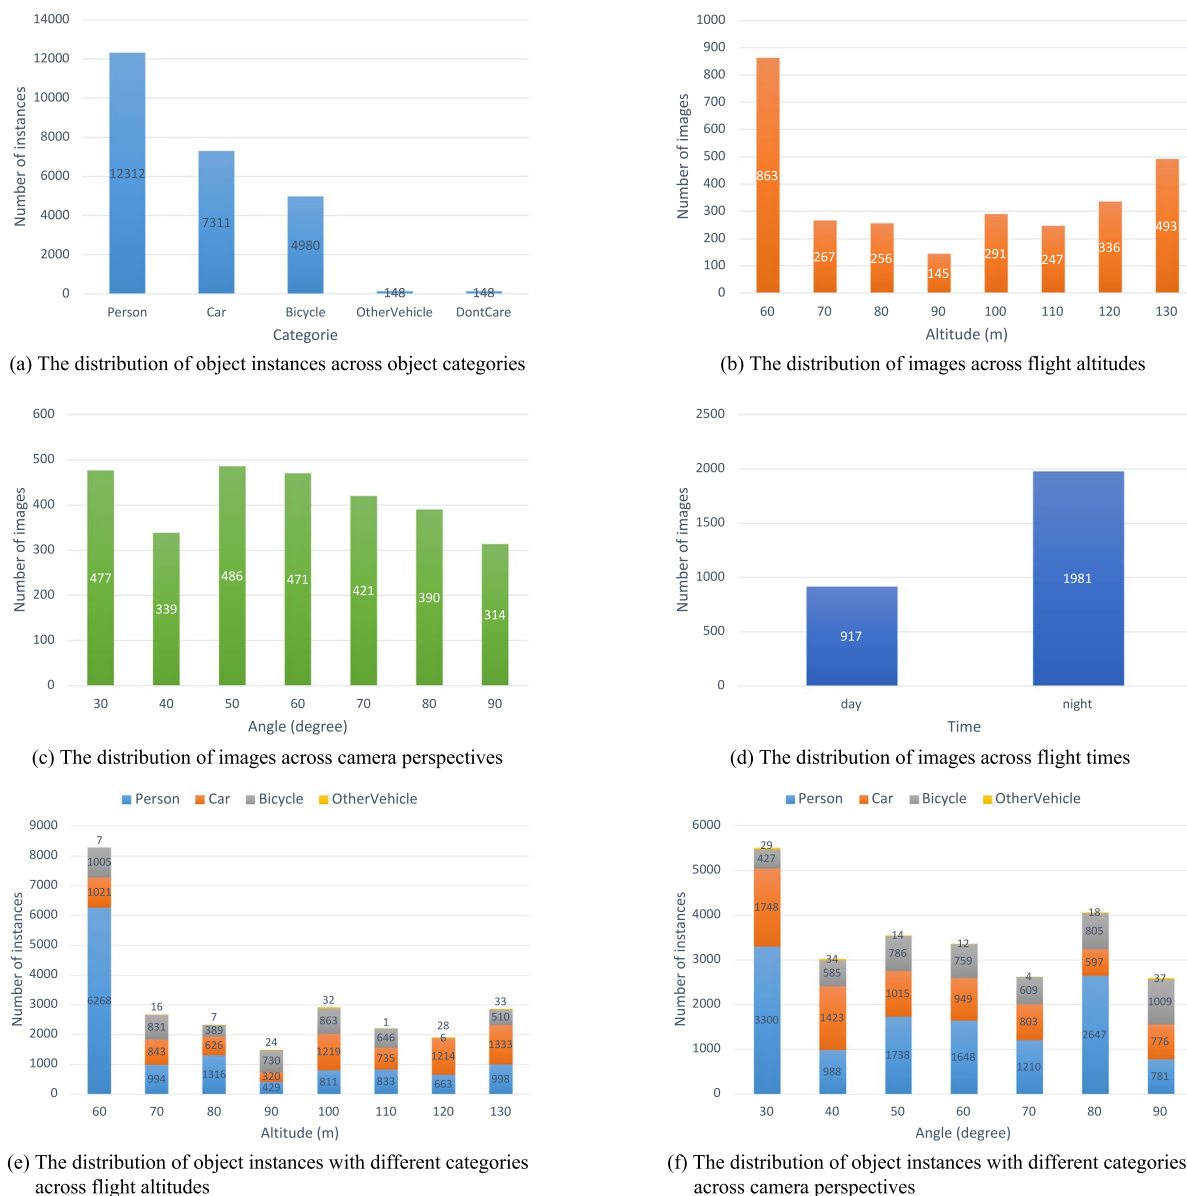 14000
12000
10000
8000
6000
4000
2000
0
Number of instances
12312
7311
4980
148
148
Person Car Bicycle OtherVehicle DontCare
Categorie
(a) The distribution of object instances across object categories
1000
900
800
700
600
500
400
300
200
100
0
Number of images
863
267
256
145
291
247
336
493
60 70 80 90 100 110 120 130
Altitude (m)
(b) The distribution of images across flight altitudes
600
500
400
300
200
100
0
Number of images
477
339
486
471
421
390
314
30 40 50 60 70 80 90
Angle (degree)
(c) The distribution of images across camera perspectives
2500
2000
1500
1000
500
0
Number of images
917
1981
day night
Time
(d) The distribution of images across flight times
Person Car Bicycle OtherVehicle
9000
8000
7000
6000
5000
4000
3000
2000
1000
0
Number of instances
7 16 7 24 32 1 28 33
1005 831 389 730 863 646 6 510
1021 843 626 320 1219 735 1214 1333
6268 994 1316 429 811 833 663 998
60 70 80 90 100 110 120 130
Altitude (m)
(e) The distribution of object instances with different categories
across flight altitudes
Person Car Bicycle OtherVehicle
6000
5000
4000
3000
2000
1000
0
Number of instances
29 34 14 12 4 18 37
427 585 786 759 609 805 1009
1748 1423 1015 949 803 597 776
3300 988 1738 1648 1210 2647 781
30 40 50 60 70 80 90
Angle (degree)
(f) The distribution of object instances with different categories
across camera perspectives